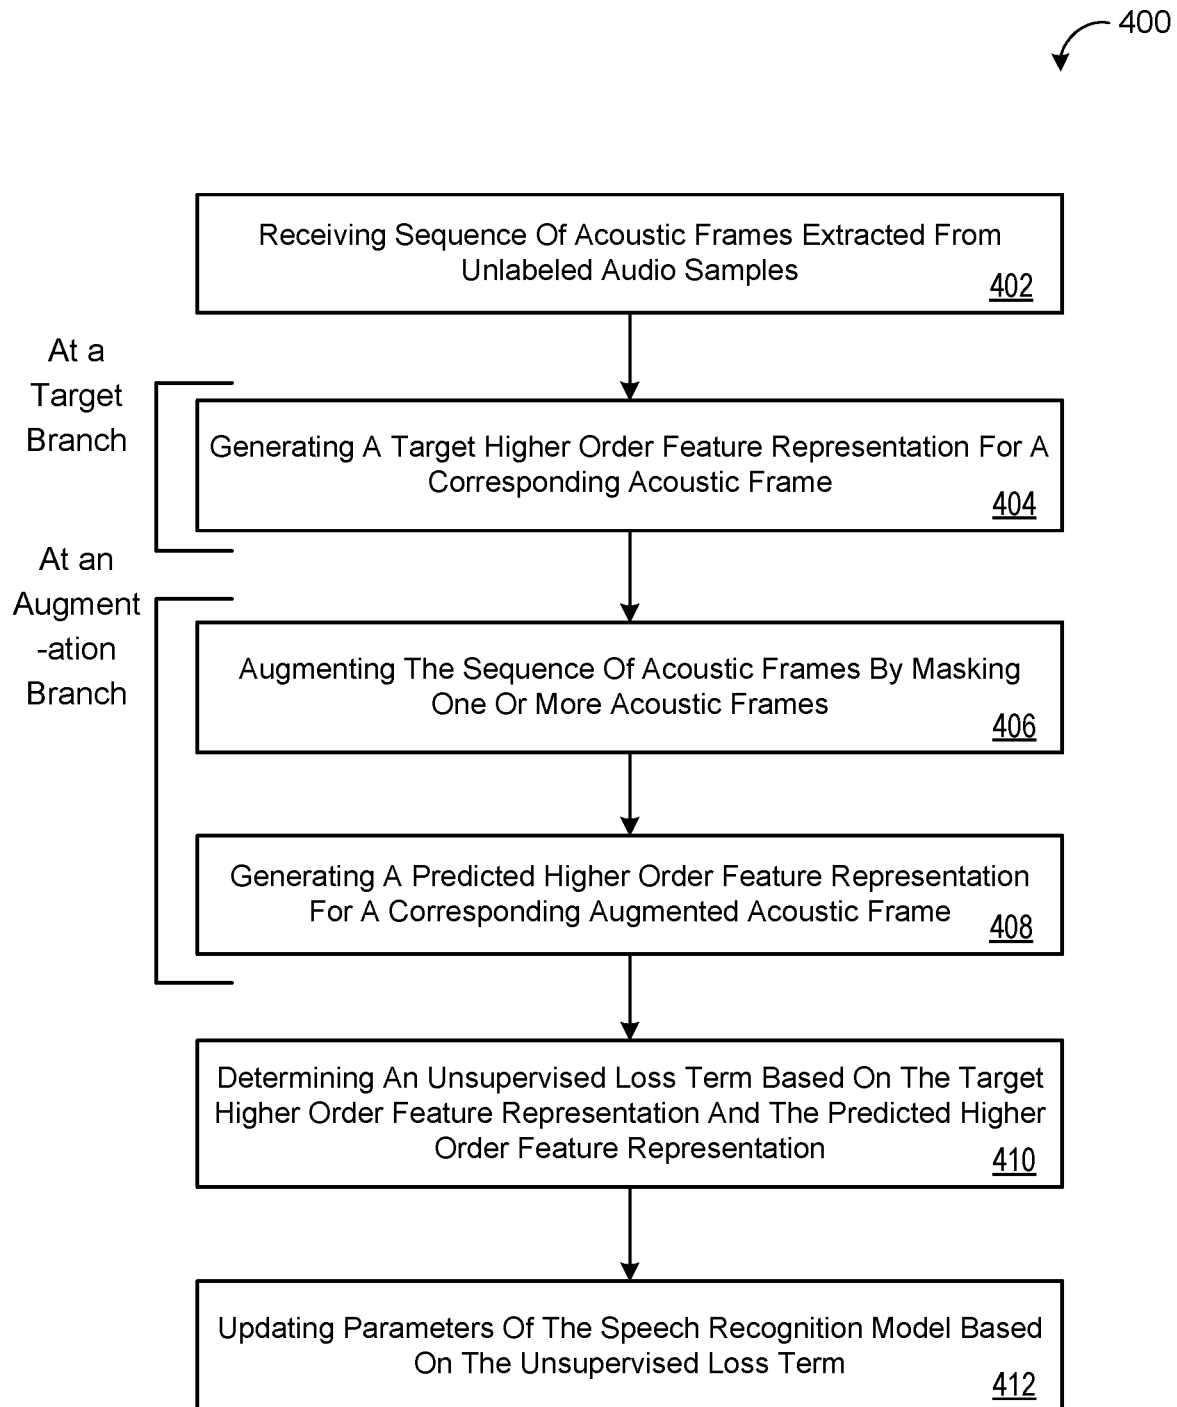 400
Receiving Sequence Of Acoustic Frames Extracted From
Unlabeled Audio Samples
402
At a
Target
Branch
Generating A Target Higher Order Feature Representation For A
Corresponding Acoustic Frame
404
At an
Augment
-ation
Branch
Augmenting The Sequence Of Acoustic Frames By Masking
One Or More Acoustic Frames
406
Generating A Predicted Higher Order Feature Representation
For A Corresponding Augmented Acoustic Frame
408
Determining An Unsupervised Loss Term Based On The Target
Higher Order Feature Representation And The Predicted Higher
Order Feature Representation
410
Updating Parameters Of The Speech Recognition Model Based
On The Unsupervised Loss Term
412